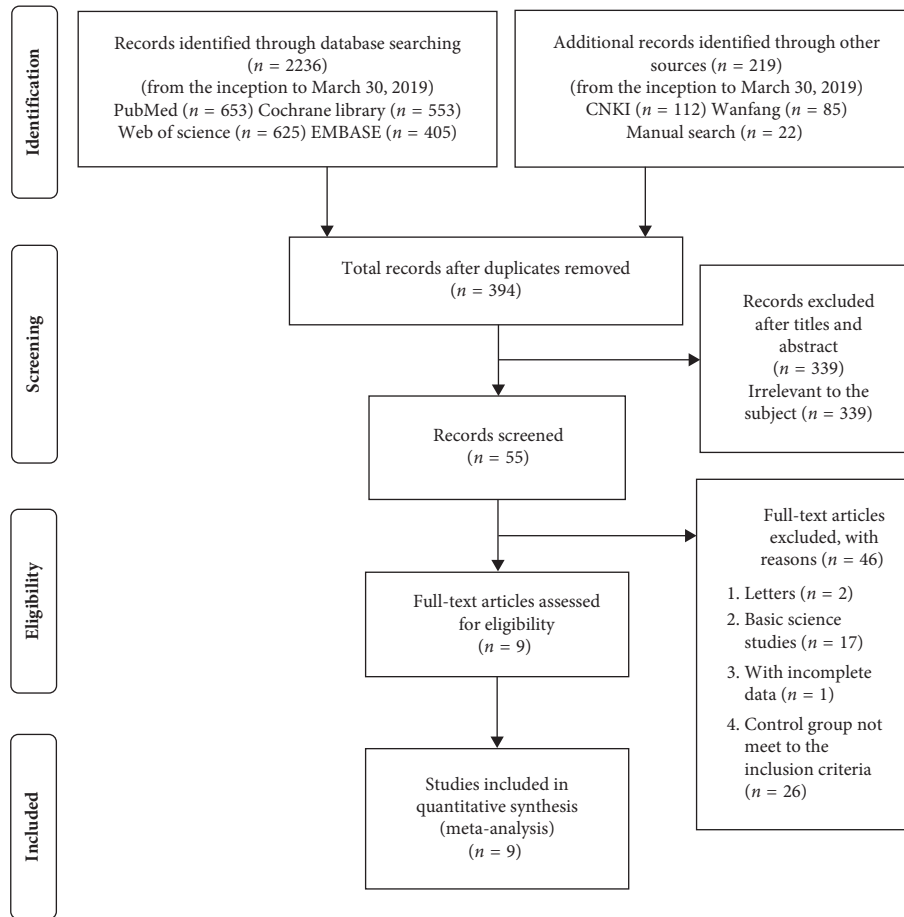 Identification
Records identified through database searching
(n = 2236)
(from the inception to March 30, 2019)
PubMed (n = 653) Cochrane library (n = 553)
Web of science (n = 625) EMBASE (n = 405)
Additional records identified through other
sources (n = 219)
(from the inception to March 30, 2019)
CNKI (n = 112) Wanfang (n = 85)
Manual search (n = 22)
Screening
Total records after duplicates removed
(n = 394)
Records excluded
after titles and
abstract
(n = 339)
Irrelevant to the
subject (n = 339)
Records screened
(n = 55)
Eligibility
Full-text articles
excluded, with
reasons (n = 46)
1. Letters (n = 2)
2. Basic science
studies (n = 17)
3. With incomplete
data (n = 1)
4. Control group not
meet to the
inclusion criteria
(n = 26)
Full-text articles assessed
for eligibility
(n = 9)
Included
Studies included in
quantitative synthesis
(meta-analysis)
(n = 9)